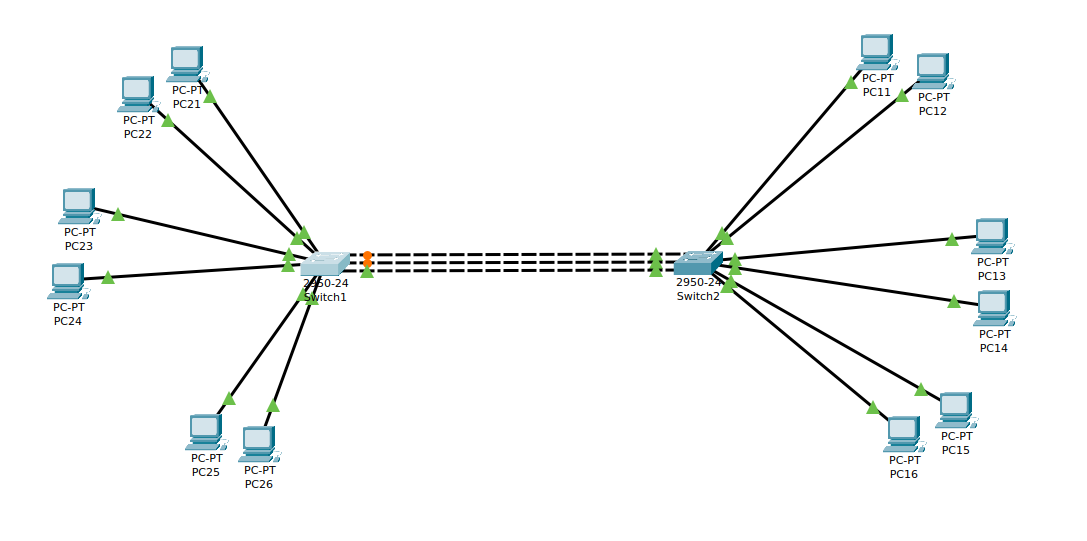 PC-PT
PC21
PC-PT
PC22
PC-PT
PC23
PC-PT
PC24
2950-24
Switch1
PC-PT
PC25
PC-PT
PC26
PC-PT
PC11
PC-PT
PC12
PC-PT
PC13
2950-24
Switch2
PC-PT
PC14
PC-PT
PC15
PC-PT
PC16